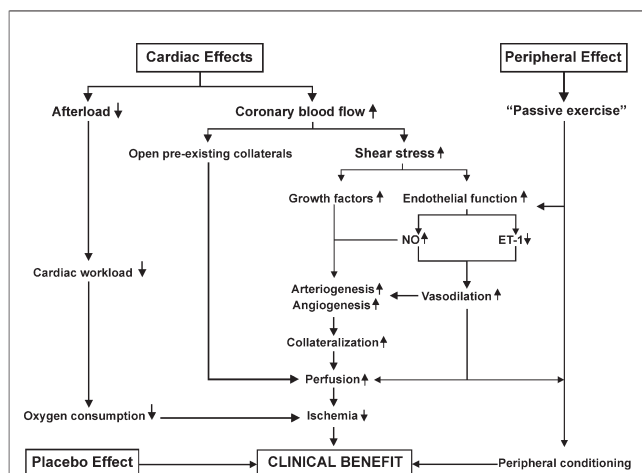 Cardiac Effects
Peripheral Effect
Afterload
Coronary blood flow
“Passive exercise”
Open pre-existing collaterals
Shear stress
Growth factors
Endothelial function
NO
ET-1
Cardiac workload
Arteriogenesis
Angiogenesis
Vasodilation
Collateralization
Perfusion
Oxygen consumption
Ischemia
Placebo Effect
CLINICAL BENEFIT
Peripheral conditioning